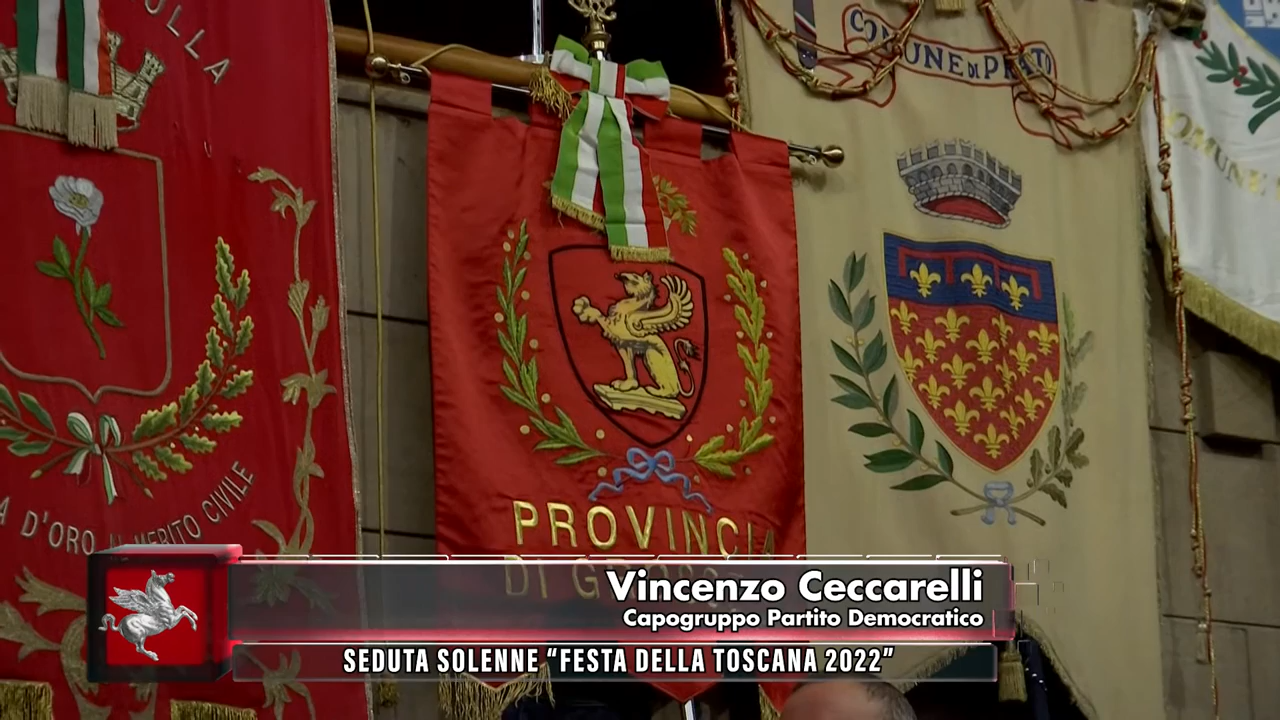 COMUNE DI PRATO
D'ORO AL MERITO CIVILE
PROVINCIA
Vincenzo Ceccarelli
Capogruppo Partito Democratico
SEDUTA SOLENNE “FESTA DELLA TOSCANA 2022”